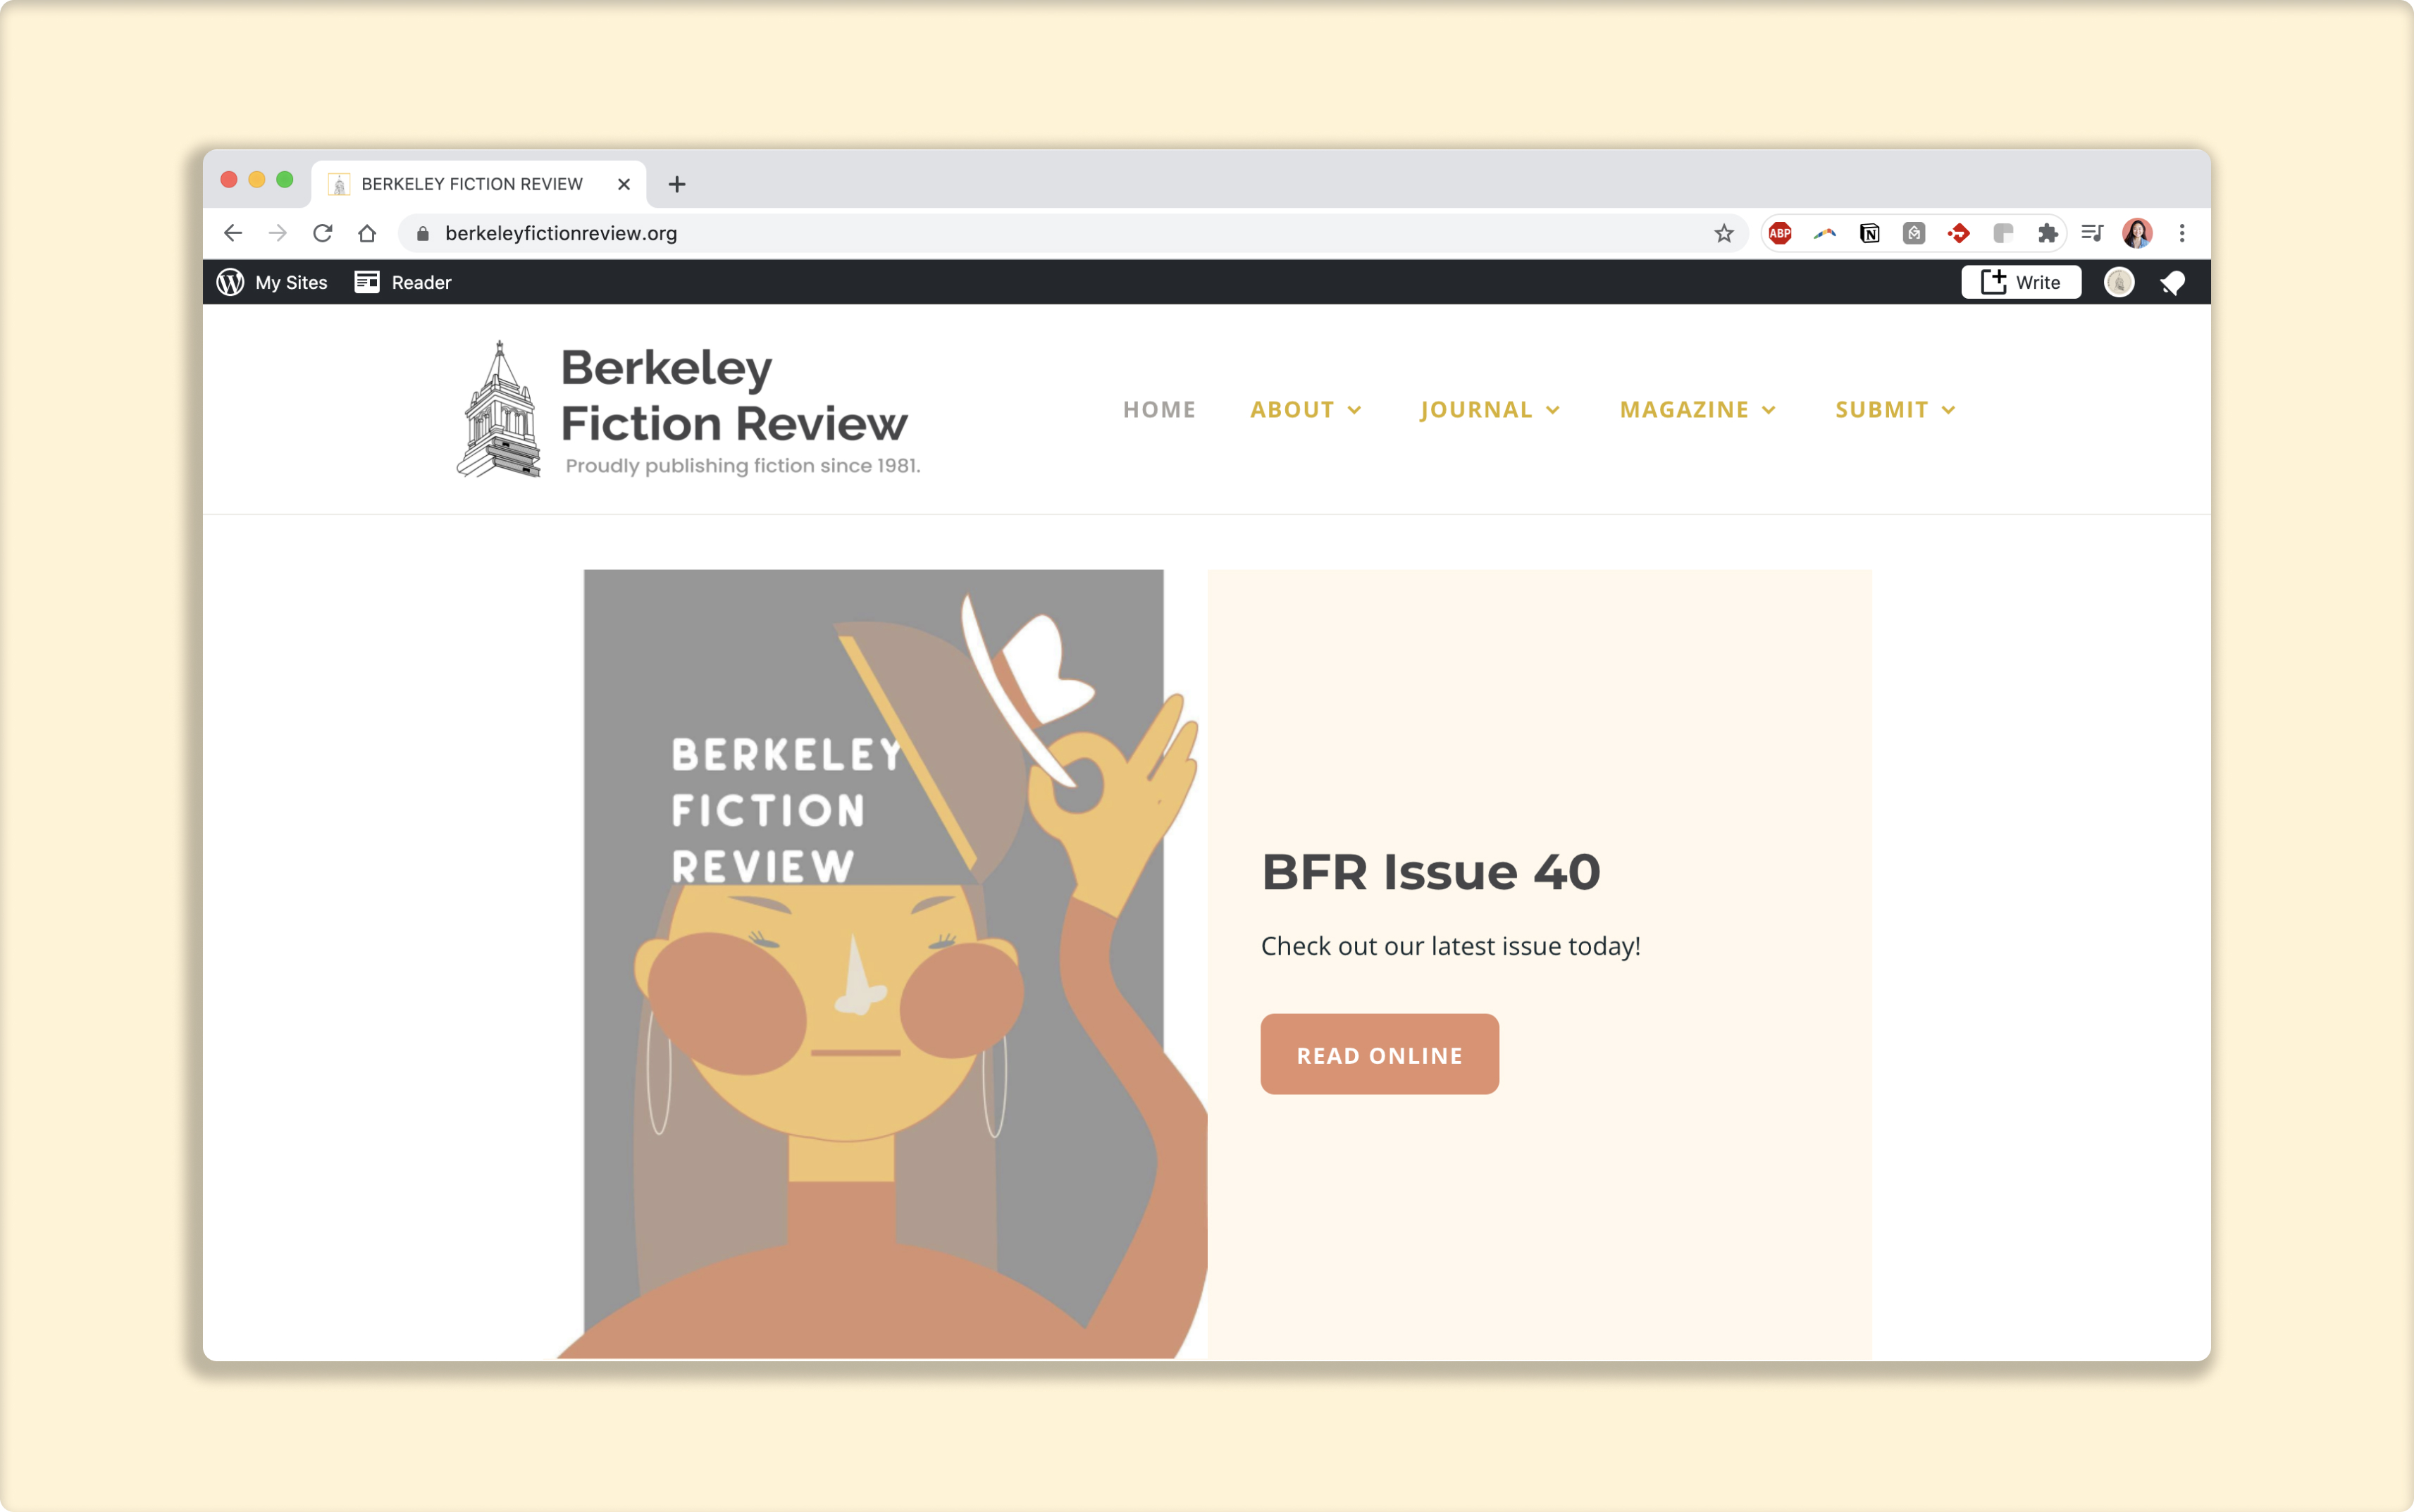 BERKELEY FICTION REVIEW
berkeleyfictionreview.org
ABP
N
My Sites
Reader
Write
Berkeley
Fiction Review
Proudly publishing fiction since 1981.
HOME
ABOUT
JOURNAL
MAGAZINE
SUBMIT
BERKELEY
FICTION
REVIEW
BFR Issue 40
Check out our latest issue today!
READ ONLINE